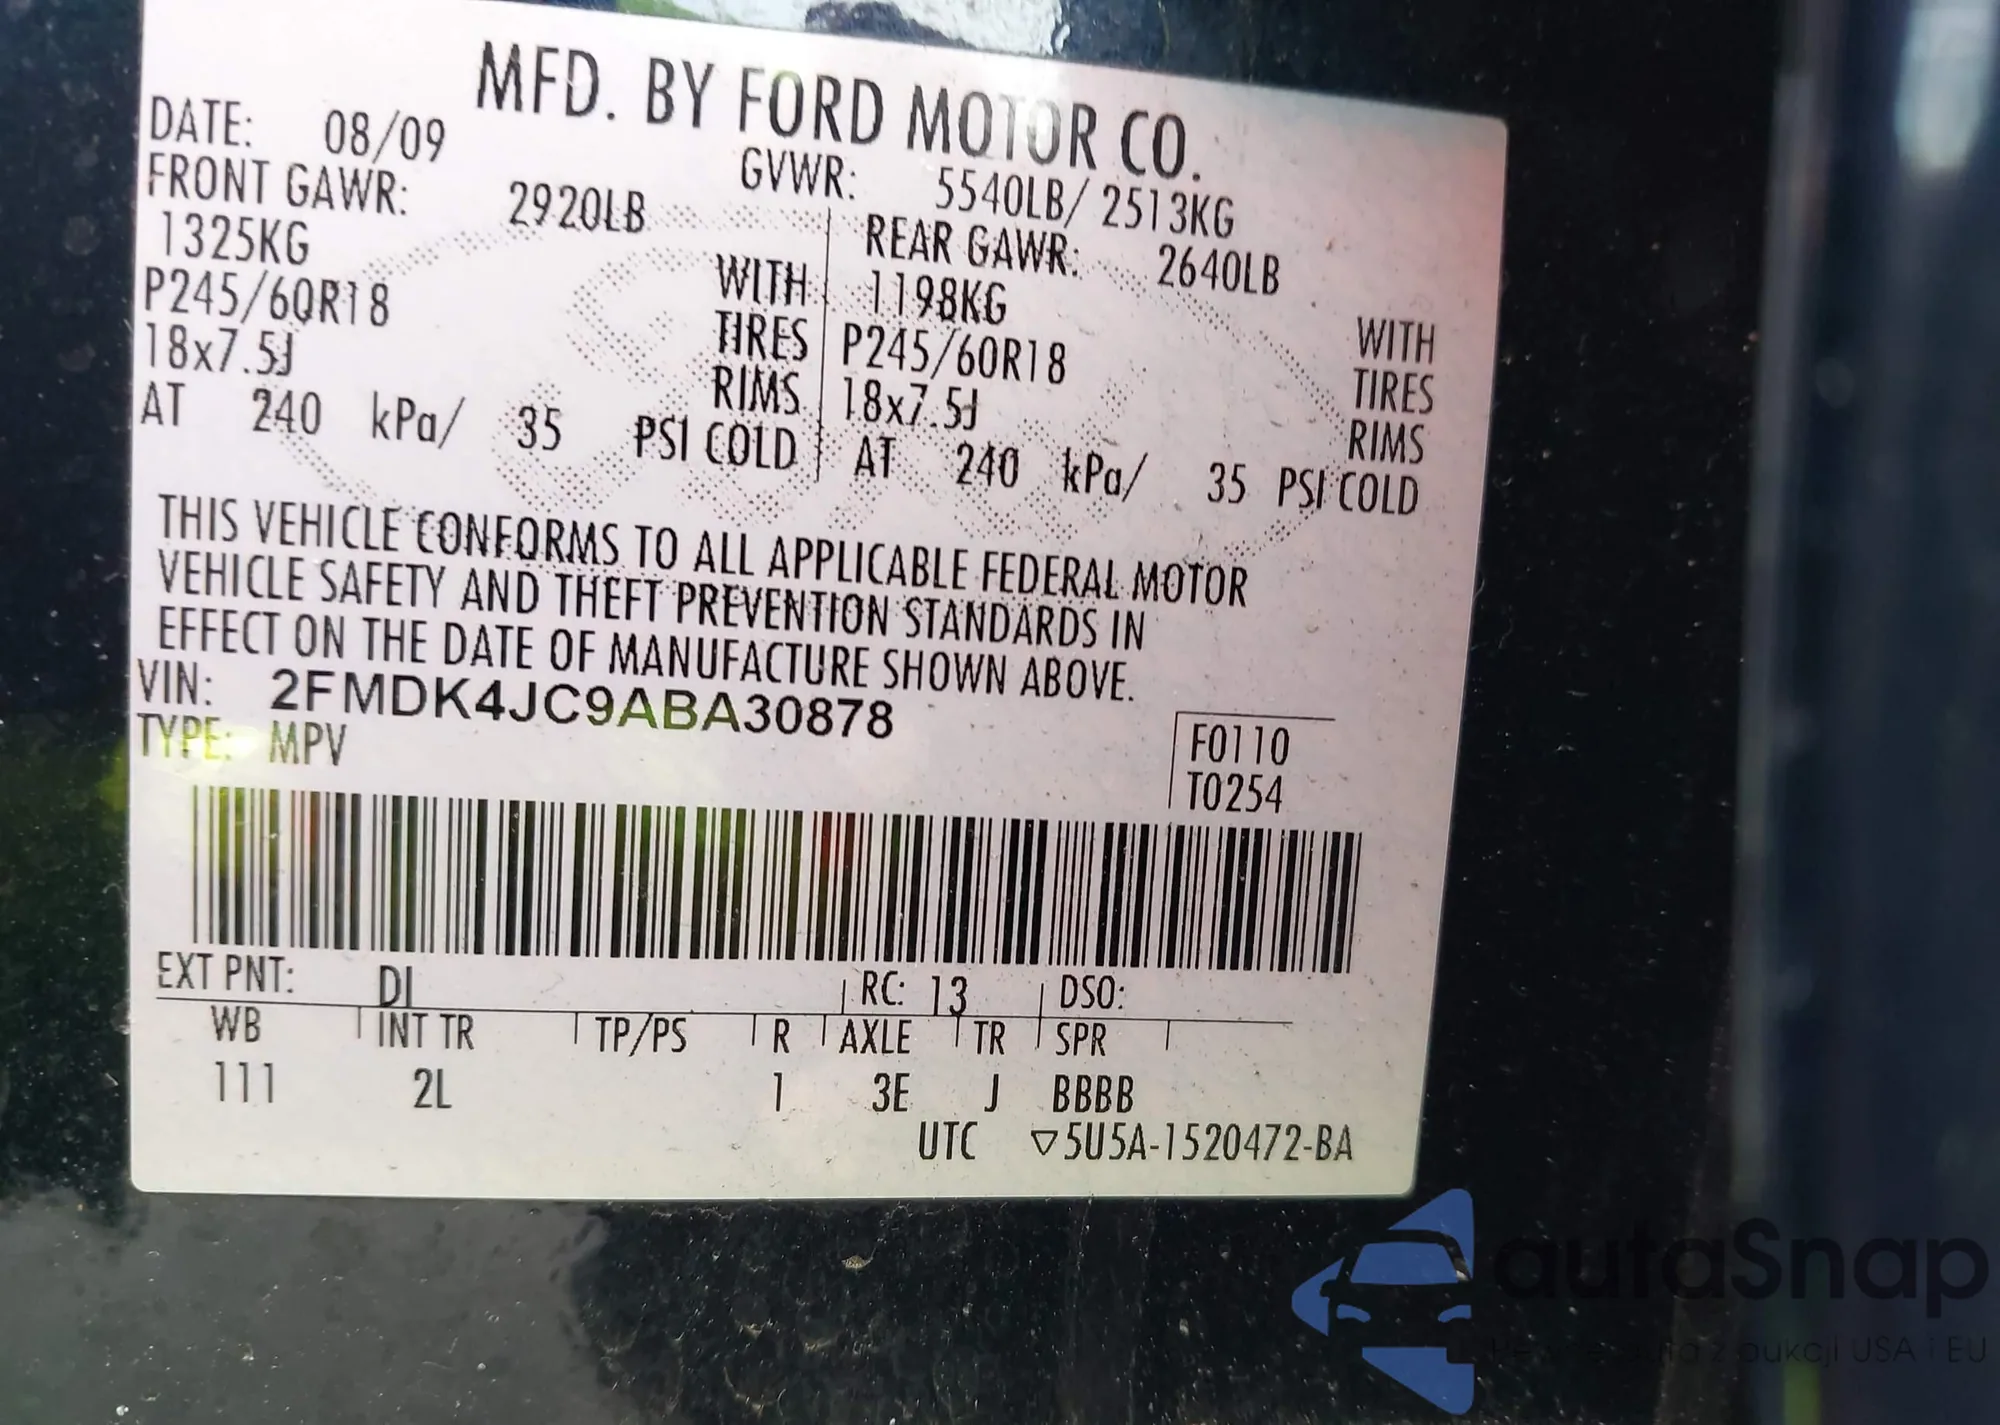 MFD. BY FORD MOTOR CO.
DATE: 08/09 GVWR: 5540LB/ 2513KG
FRONT GAWR: 2920LB REAR GAWR: 2640LB
1325KG WITH 1198KG WITH
P245/60R18 TIRES P245/60R18 TIRES
18x7.5J RIMS 18x7.5J RIMS
AT 240 kPa/ 35 PSI COLD AT 240 kPa/ 35 PSI COLD
THIS VEHICLE CONFORMS TO ALL APPLICABLE FEDERAL MOTOR
VEHICLE SAFETY AND THEFT PREVENTION STANDARDS IN
EFFECT ON THE DATE OF MANUFACTURE SHOWN ABOVE.
VIN: 2FMDK4JC9ABA30878
TYPE: MPV
F0110
T0254
EXT PNT: DI RC: 13 DSO:
WB INT TR TP/PS R AXLE TR SPR
111 2L 1 3E J BBBB
UTC ▽5U5A-1520472-BA
autoSnap
z aukcji USA i EU